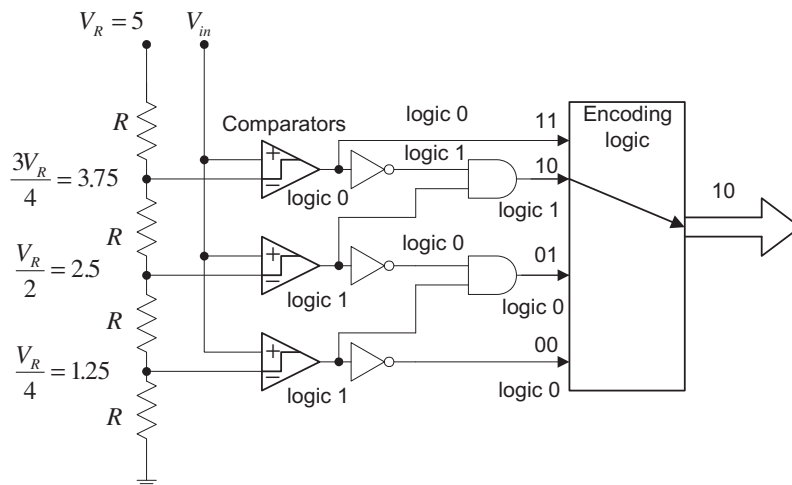 V_R = 5
V_in
R
Comparators
logic 0
11
Encoding
logic
logic 1
10
3V_R/4 = 3.75
logic 0
logic 1
10
R
logic 0
V_R/2 = 2.5
logic 1
01
logic 0
R
V_R/4 = 1.25
00
logic 1
logic 0
R